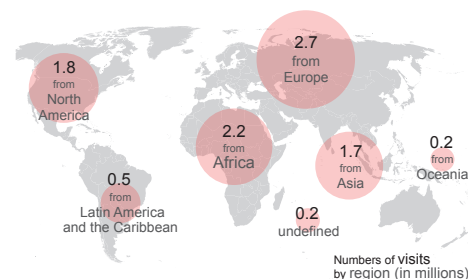 2.7
from
Europe
1.8
from
North
America
2.2
from
Africa
1.7
from
Asia
0.2
from
Oceania
0.5
from
Latin America
and the Caribbean
0.2
undefined
Numbers of visits
by region (in millions)